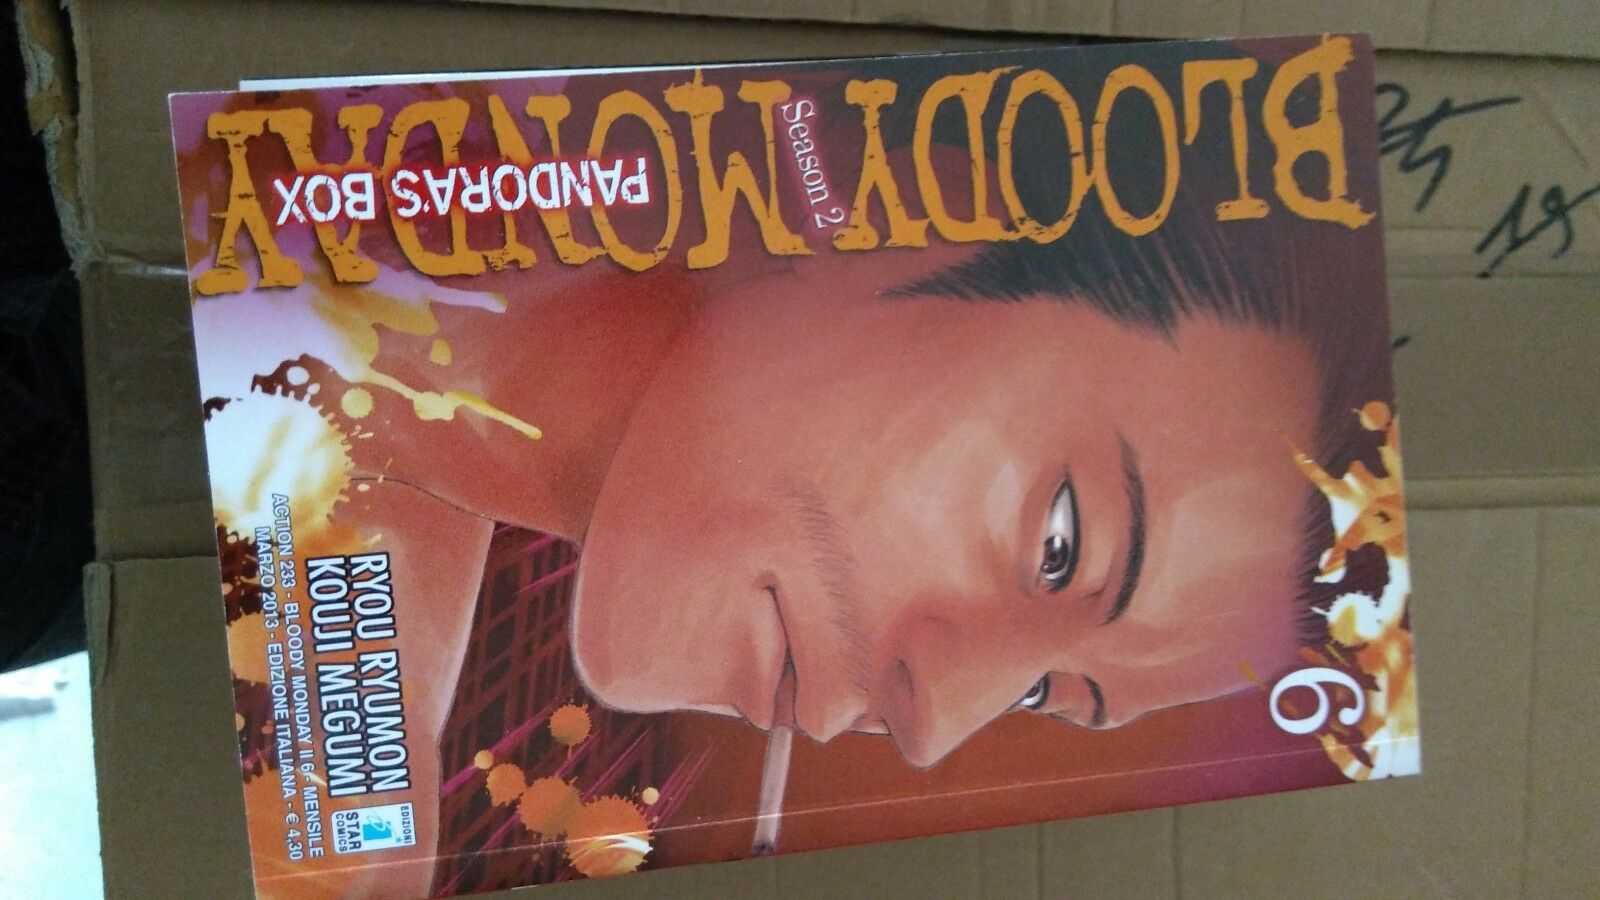 BLOODY MONDAY
Season 2
PANDORA'S BOX
6
RYOU RYUMON
KOUJI MEGUMI
ACTION 233 - BLOODY MONDAY II 6 - MENSILE
MARZO 2013 - EDIZIONE ITALIANA - € 4,30
EDIZIONI
STAR
COMICS